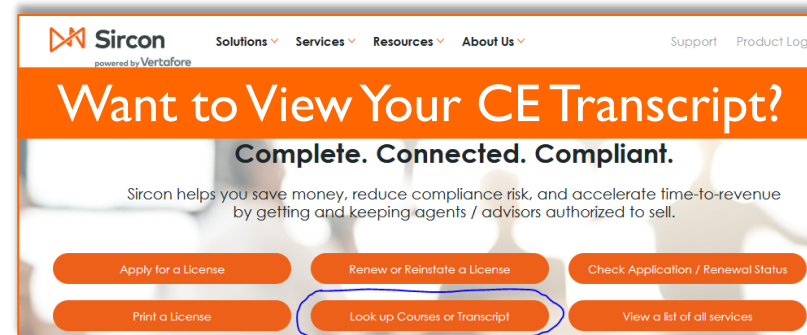 Sircon
powered by Vertafore
Solutions Services Resources About Us Support Product Log
Want to View Your CE Transcript?
Complete. Connected. Compliant.
Sircon helps you save money, reduce compliance risk, and accelerate time-to-revenue
by getting and keeping agents / advisors authorized to sell.
Apply for a License Renew or Reinstate a License Check Application / Renewal Status
Print a License Look up Courses or Transcript View a list of all services